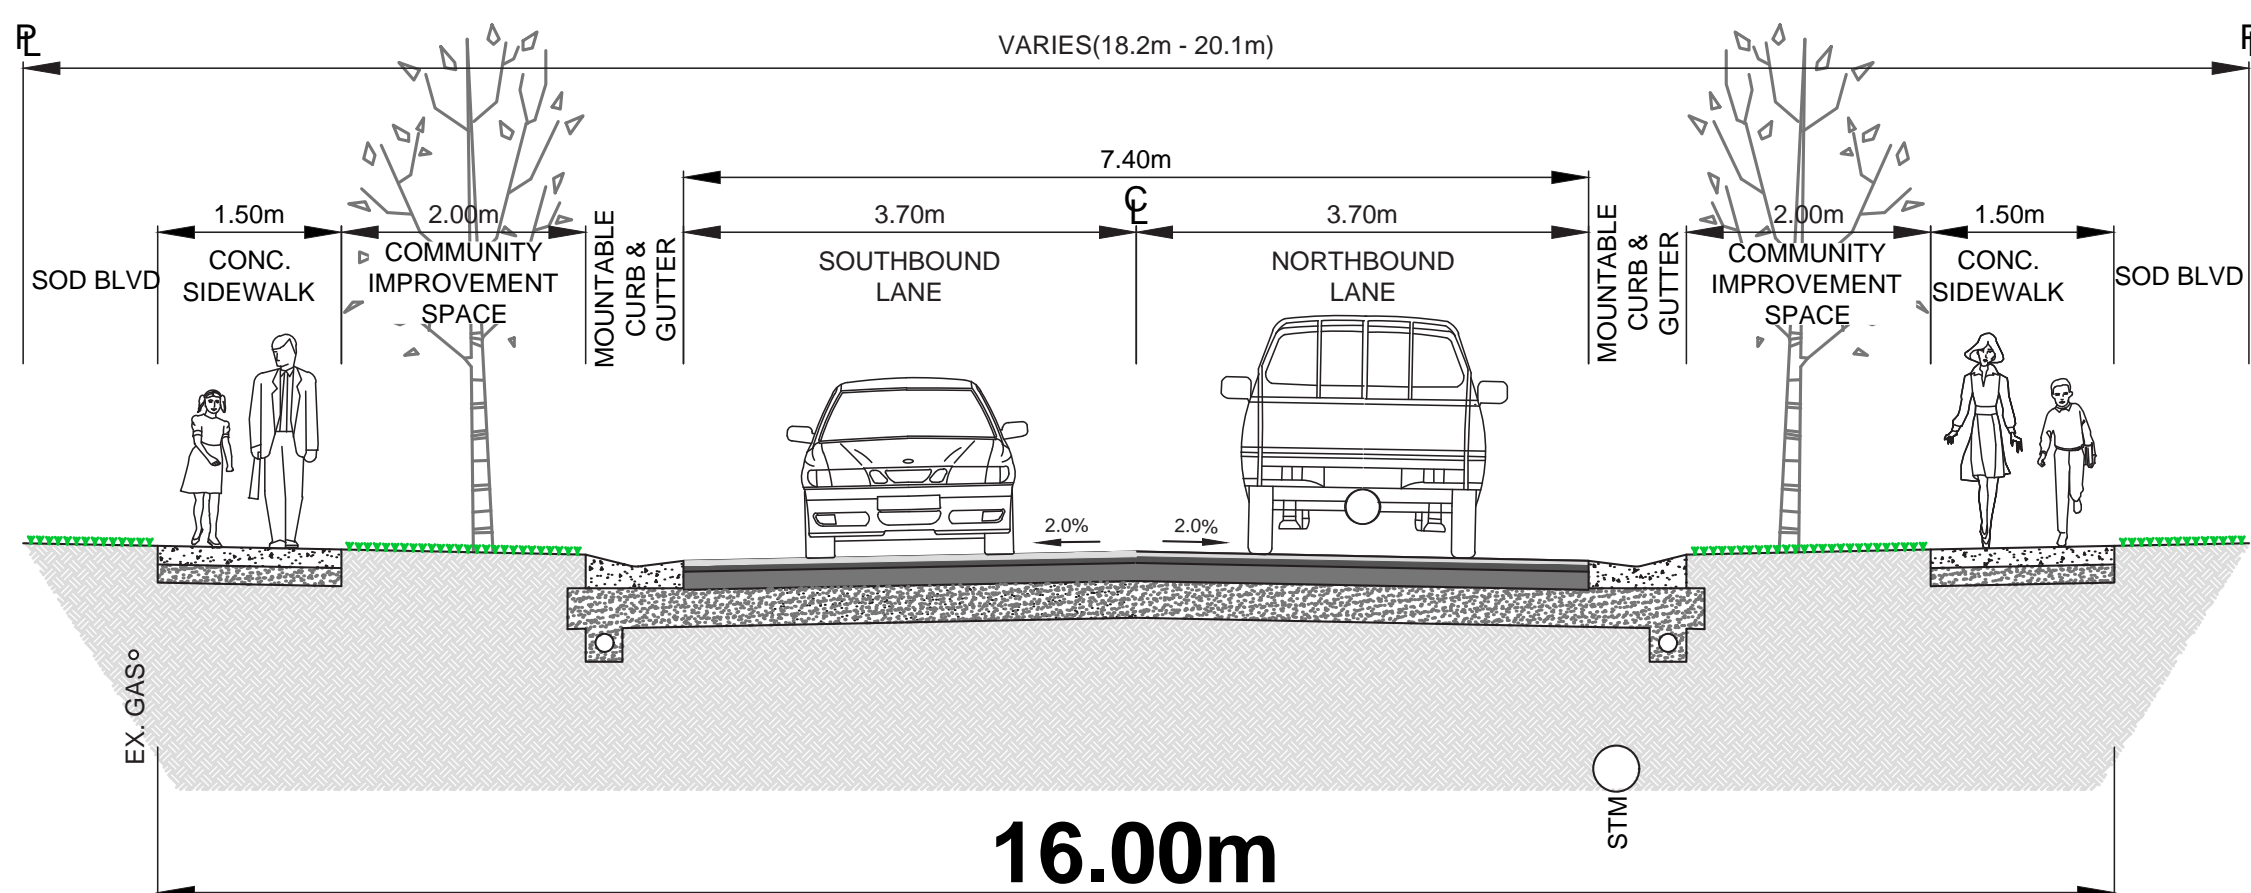 PL
VARIES(18.2m - 20.1m)
7.40m
CL
1.50m
2.00m
3.70m
3.70m
2.00m
1.50m
SOD BLVD
CONC.
SIDEWALK
COMMUNITY
IMPROVEMENT
SPACE
MOUNTABLE
CURB &
GUTTER
SOUTHBOUND
LANE
NORTHBOUND
LANE
MOUNTABLE
CURB &
GUTTER
COMMUNITY
IMPROVEMENT
SPACE
CONC.
SIDEWALK
SOD BLVD
2.0%
2.0%
EX. GAS
STM
16.00m